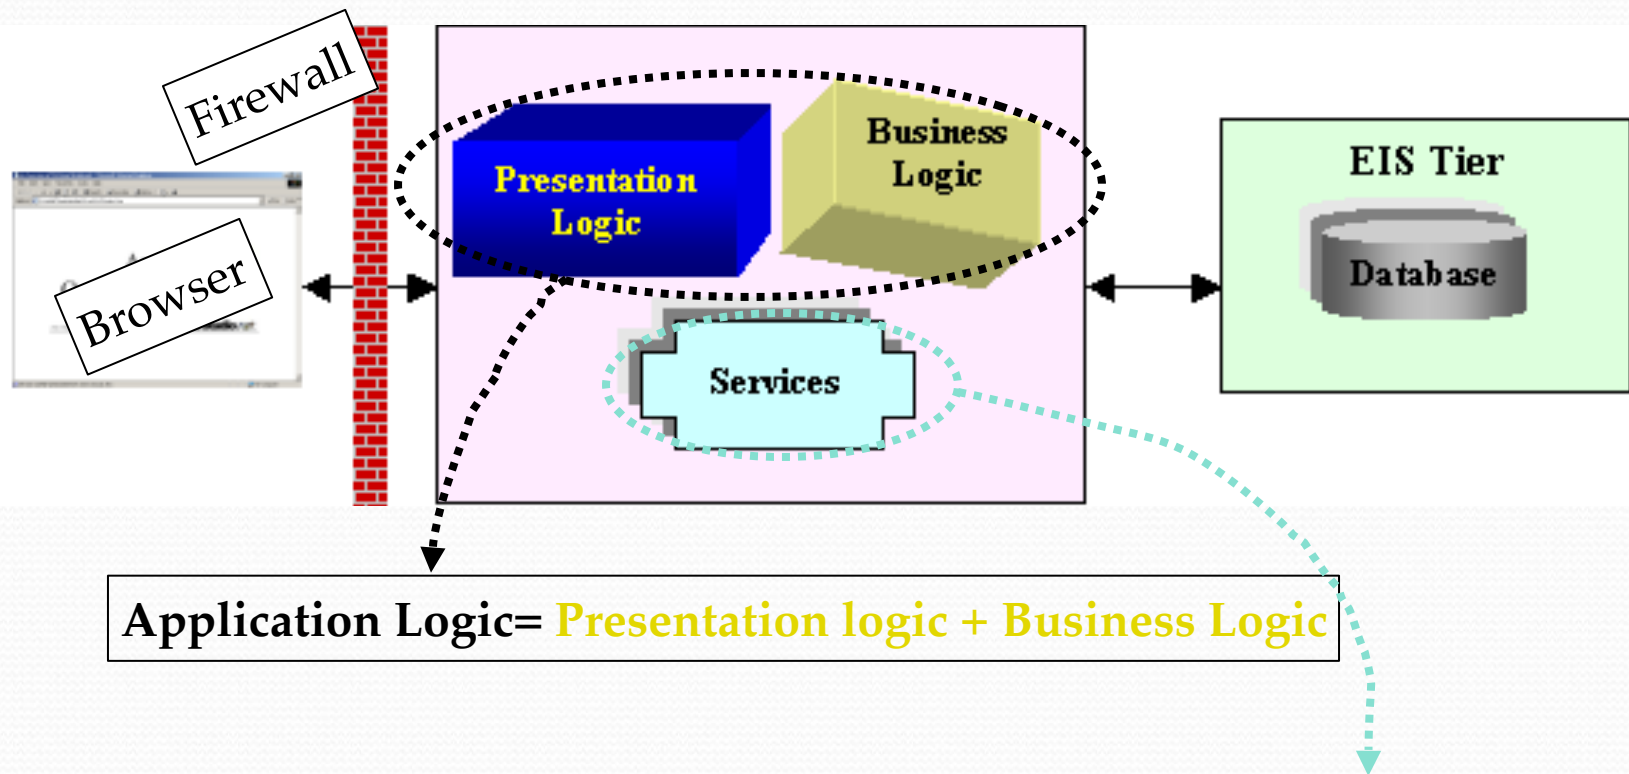 Firewall
Browser
Presentation
Logic
Business
Logic
Services
EIS Tier
Database
Application Logic= Presentation logic + Business Logic